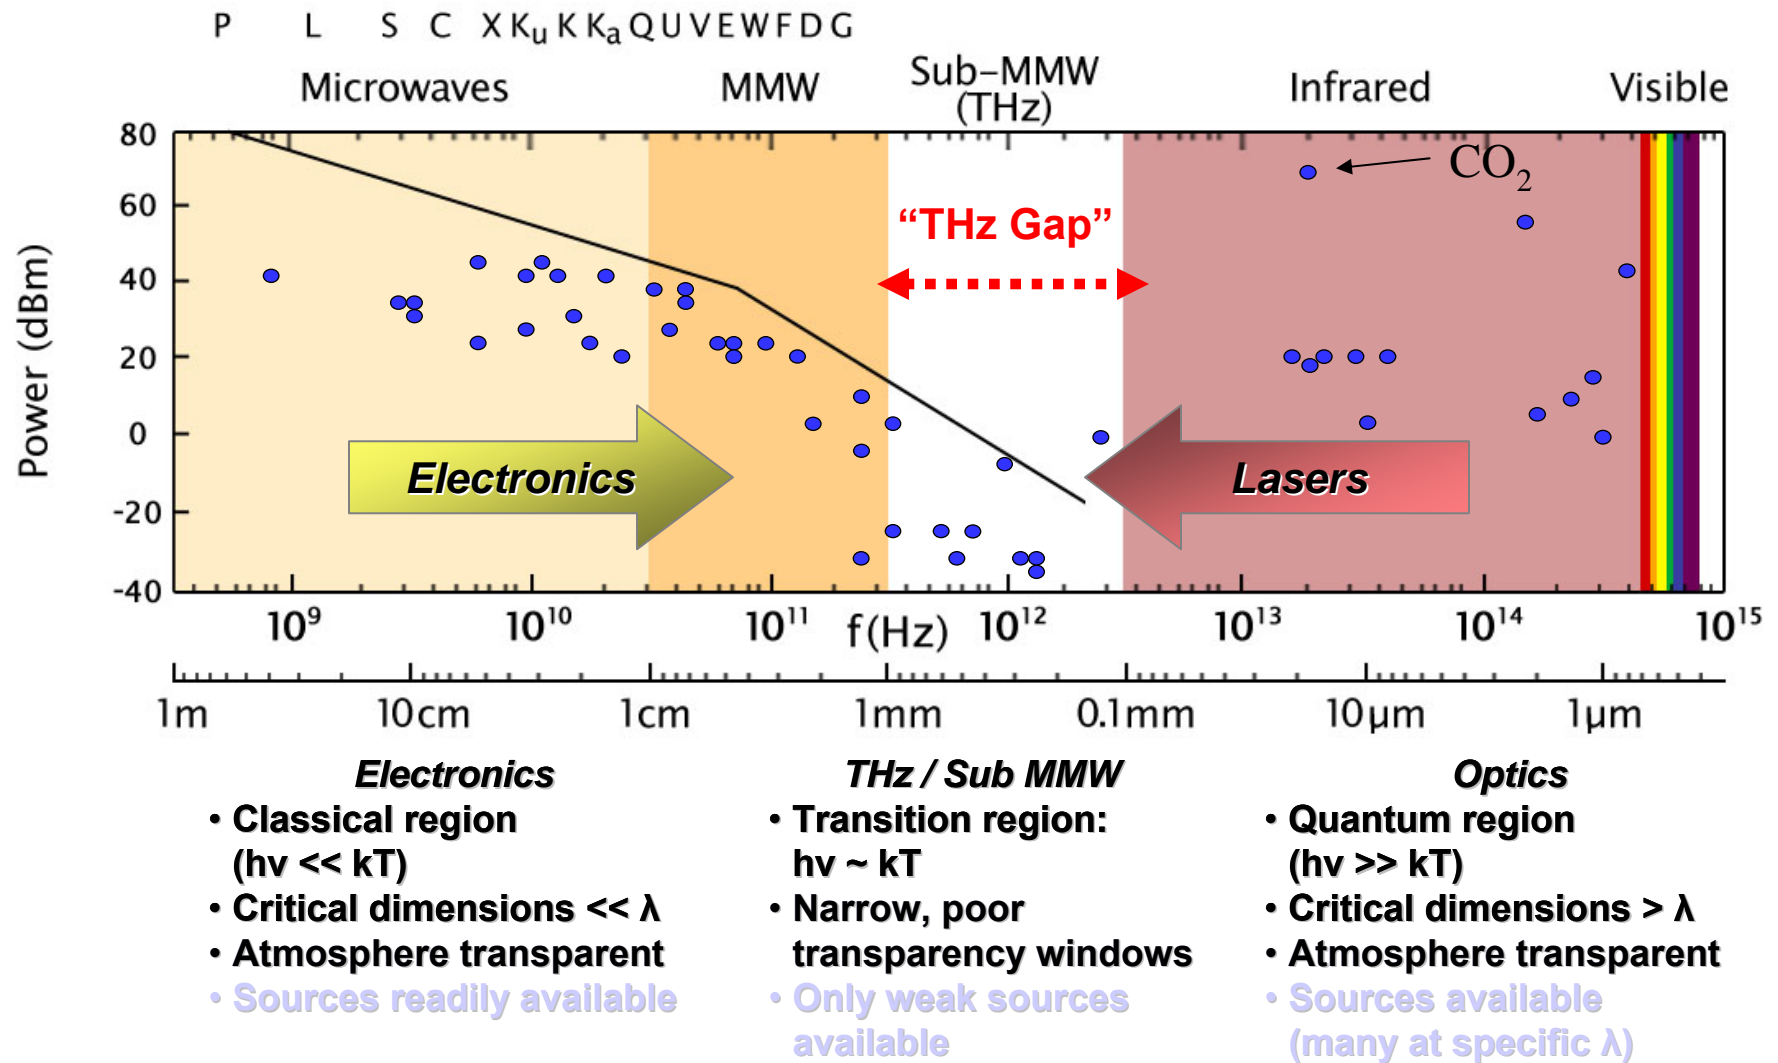 P L S C X Ku K Ka Q U V E W F D G
Microwaves MMW Sub-MMW (THz) Infrared Visible
80
60
40
20
0
-20
-40
Power (dBm)
CO2
“THz Gap”
Electronics
Lasers
10^9 10^10 10^11 f(Hz) 10^12 10^13 10^14 10^15
1m 10cm 1cm 1mm 0.1mm 10µm 1µm
Electronics
• Classical region
(hν << kT)
• Critical dimensions << λ
• Atmosphere transparent
• Sources readily available
THz / Sub MMW
• Transition region:
hν ~ kT
• Narrow, poor
transparency windows
• Only weak sources
available
Optics
• Quantum region
(hν >> kT)
• Critical dimensions > λ
• Atmosphere transparent
• Sources available
(many at specific λ)